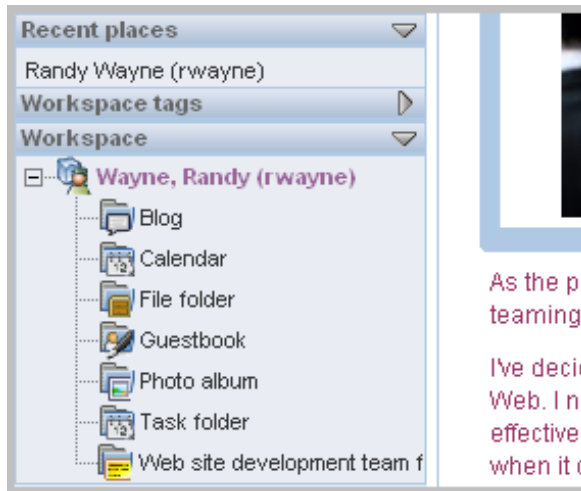 Recent places
Randy Wayne (rwayne)
Workspace tags
Workspace
Wayne, Randy (rwayne)
Blog
Calendar
File folder
Guestbook
Photo album
Task folder
Web site development team f
As the p
teaming
I've deci
Web. I n
effective
when it